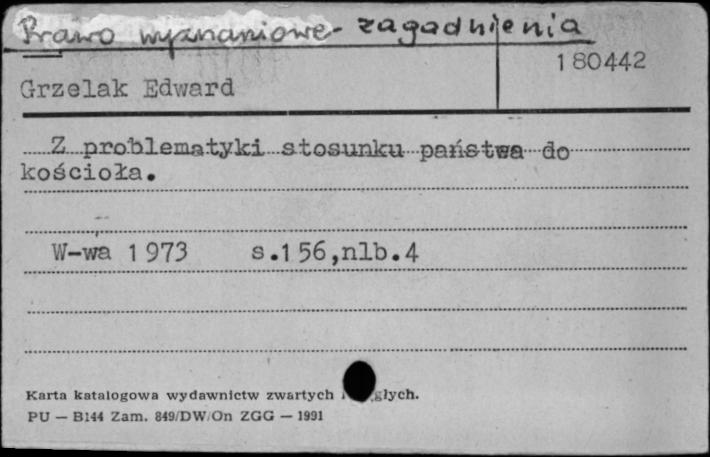 Prawo wyznaniowe - zagadnienia
180442
Grzelak Edward
Z problematyki stosunku państwa do
kościoła.
W-wa 1973 s.156,nlb.4
Karta katalogowa wydawnictw zwartych
PU — B144 Zam. 849/DW/On ZGG — 1991